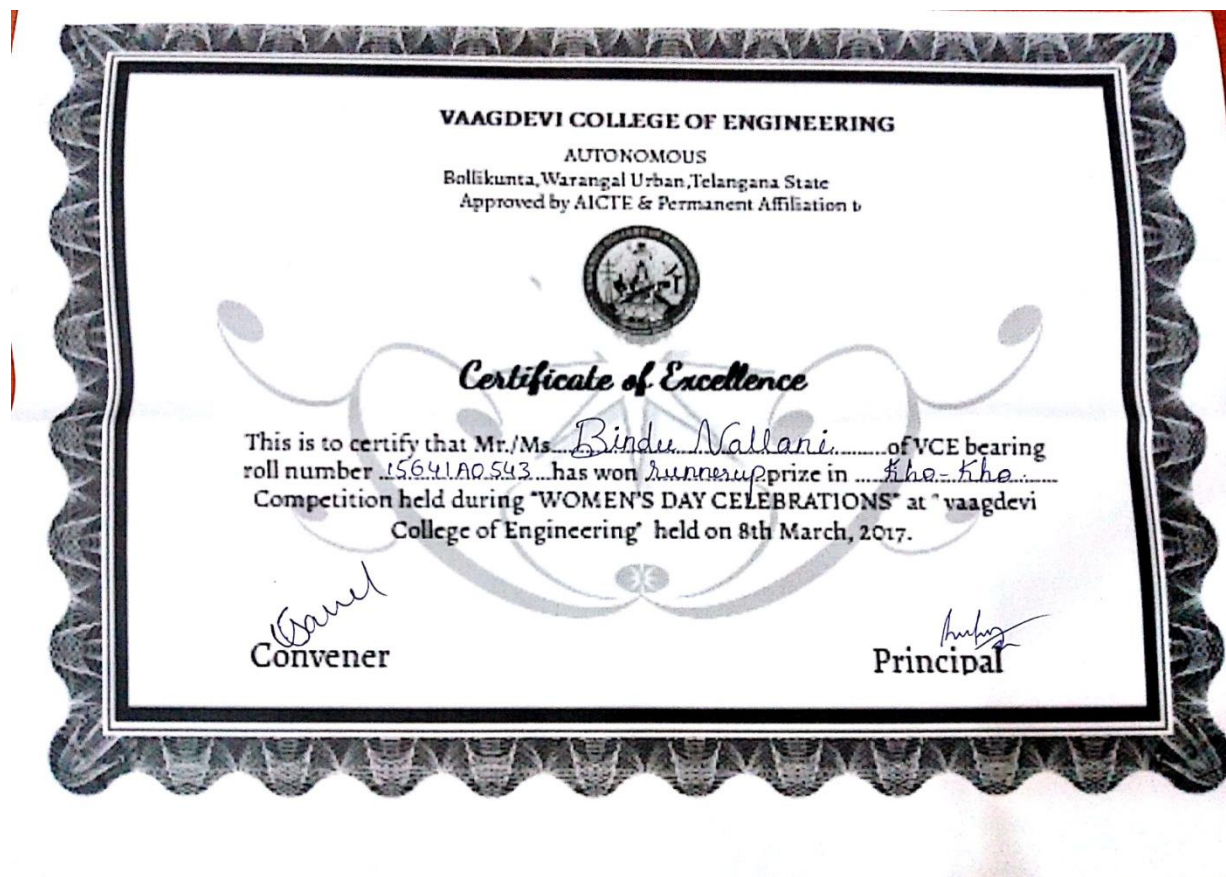 VAAGDEVI COLLEGE OF ENGINEERING
AUTONOMOUS
Bollikunta,Warangal Urban,Telangana State
Approved by AICTE & Permanent Affiliation t
Certificate of Excellence
This is to certify that Mr./Ms....Bindu Nallani........of VCE bearing
roll number ..15641A0543...has won runnerup prize in .....Kho-Kho......
Competition held during "WOMEN'S DAY CELEBRATIONS" at "vaagdevi
College of Engineering" held on 8th March, 2017.
Convener
Principal